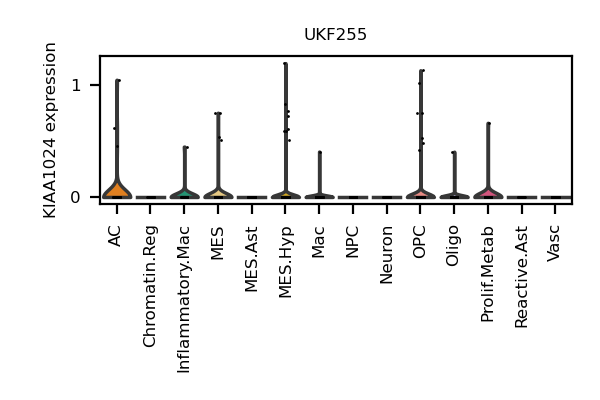 UKF255
KIAA1024 expression
1
0
AC
Chromatin.Reg
Inflammatory.Mac
MES
MES.Ast
MES.Hyp
Mac
NPC
Neuron
OPC
Oligo
Prolif.Metab
Reactive.Ast
Vasc